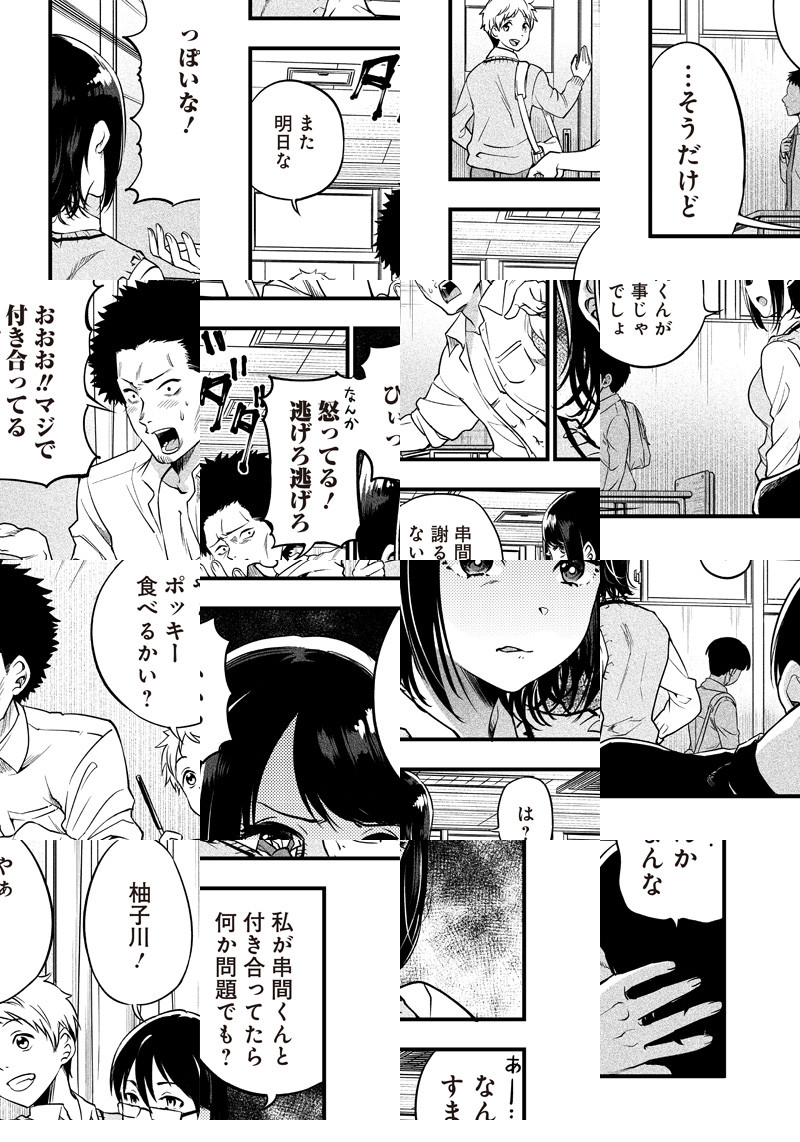 っぽいな!
また
明日な
…そうだけど
おおお!!マジで
付き合ってる
なんか
怒ってる!
逃げろ逃げろ
串間
謝る
ない
くんが
事じゃ
でしょ
ポッキー
食べるかい?
は?
柚子川!
やぁ
私が串間くんと
付き合ってたら
何か問題でも?
あー…
なん
すま